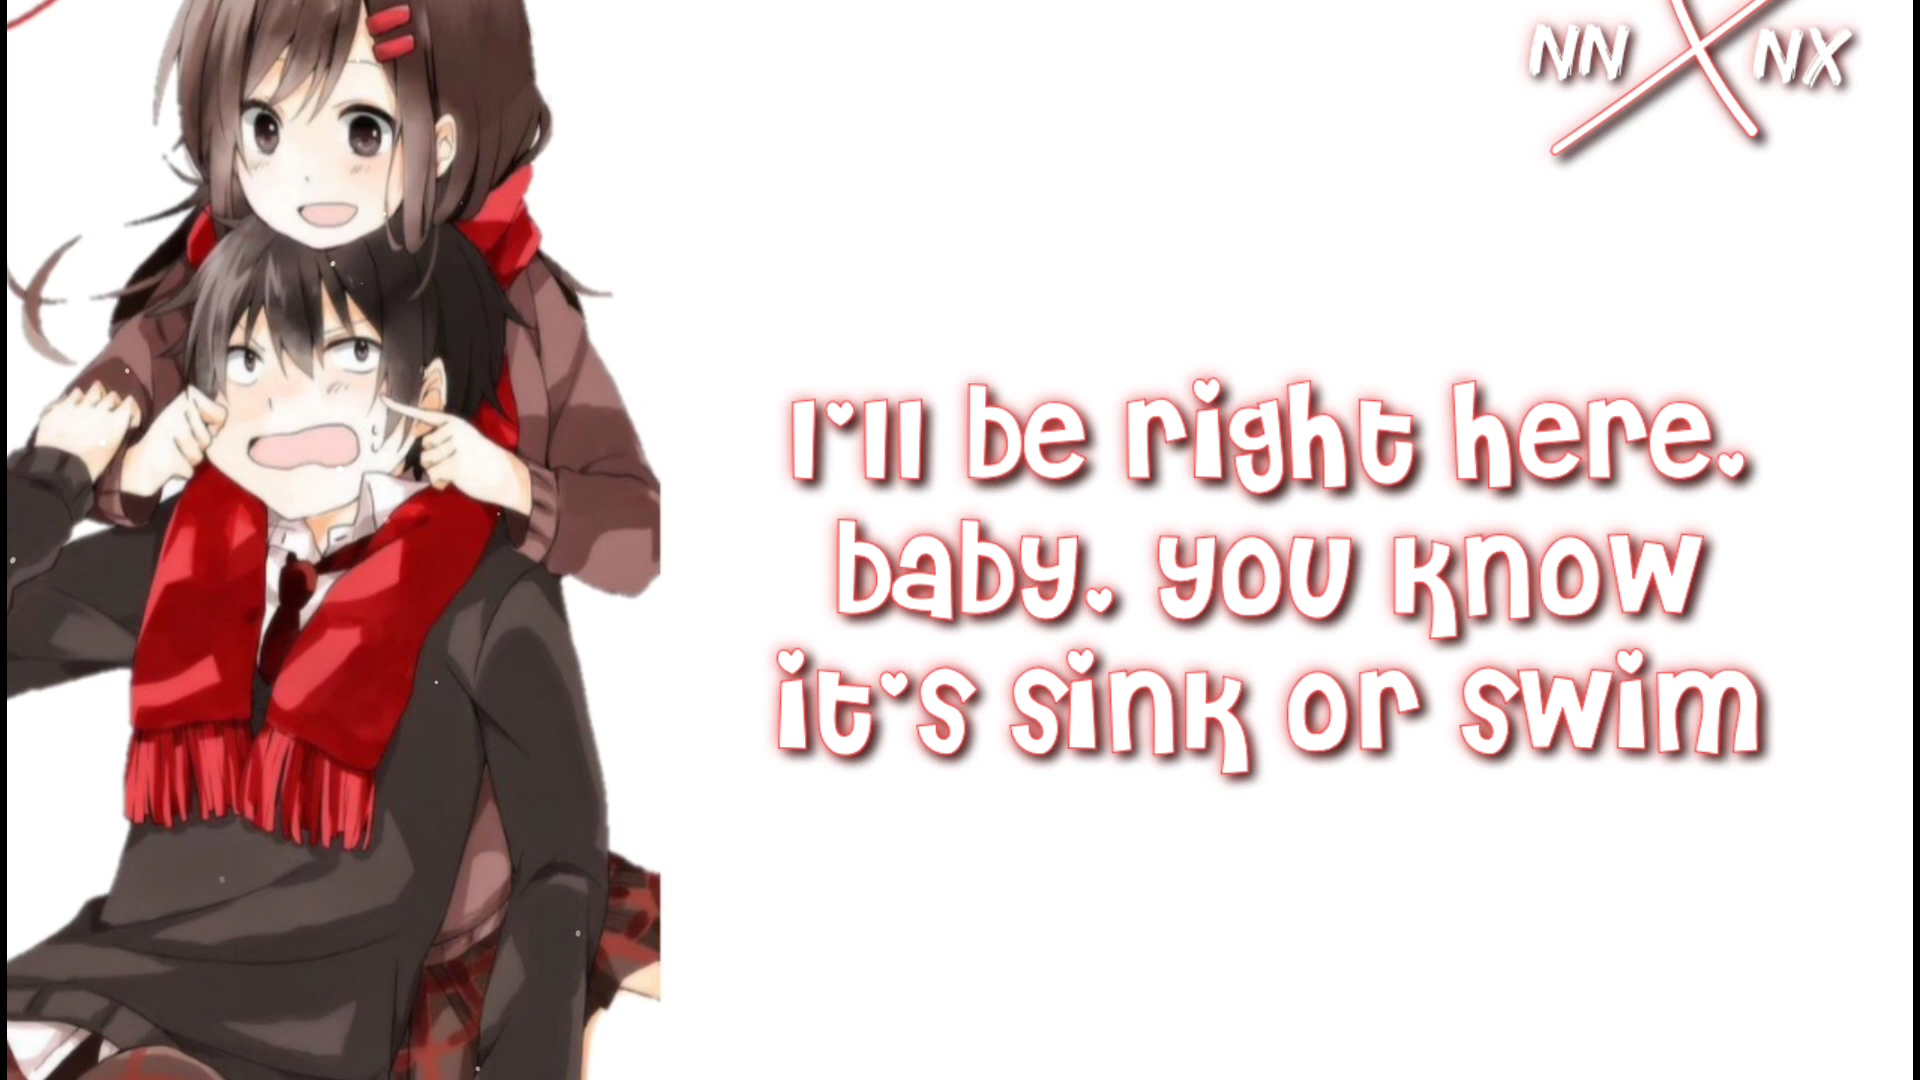 NN NX
I'll be right here,
baby, you know
it's sink or swim